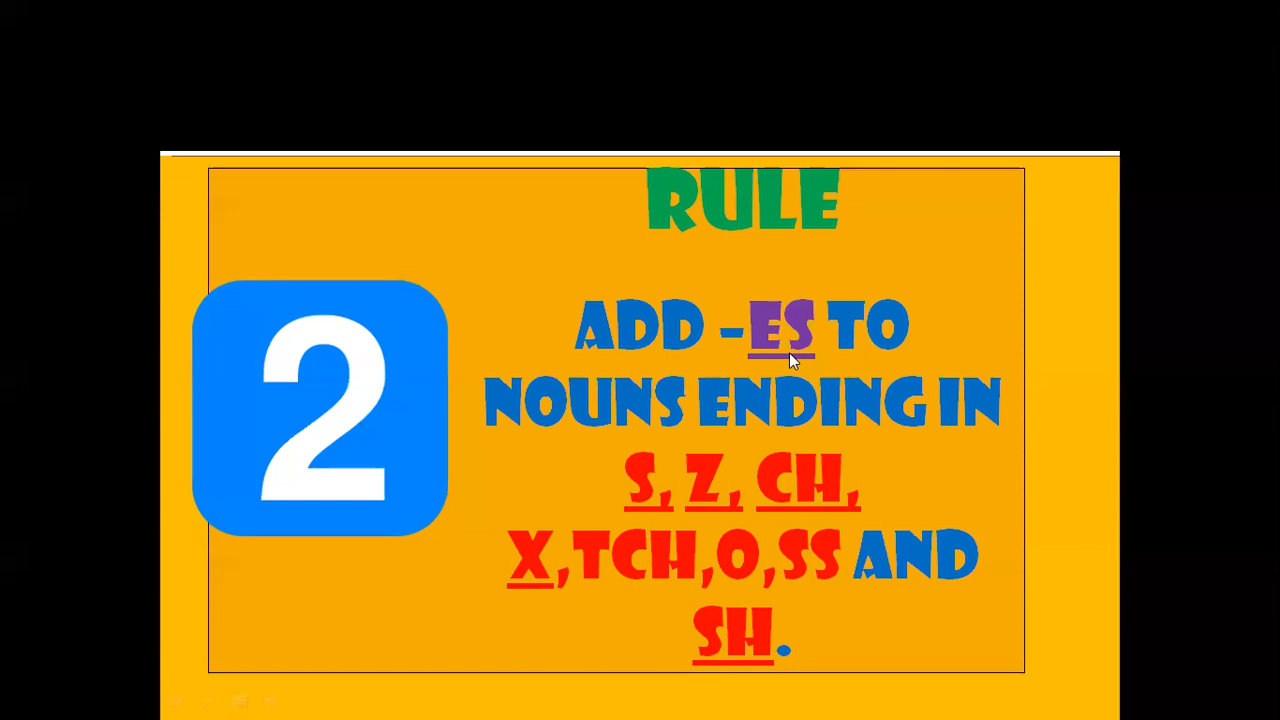 RULE
2
ADD -ES TO
NOUNS ENDING IN
S, Z, CH,
X,TCH,O,SS AND
SH.